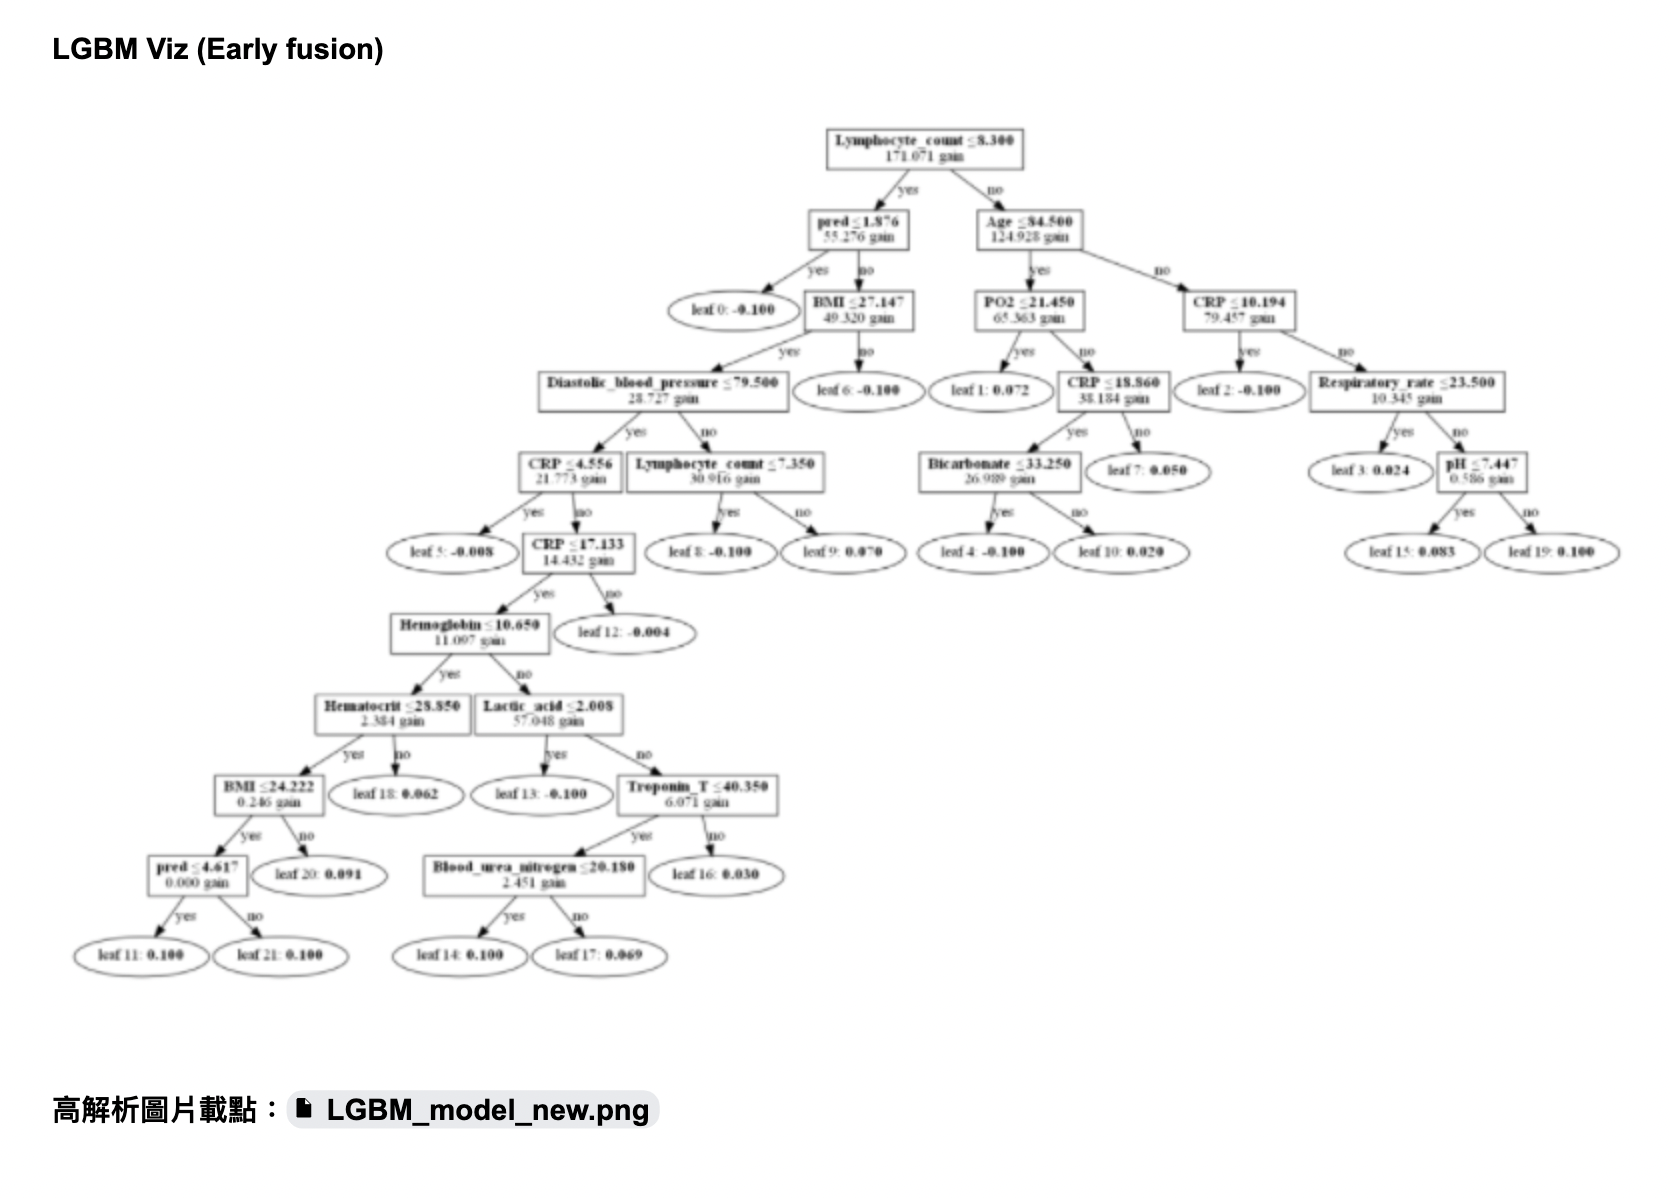 LGBM Viz (Early fusion)
Lymphocyte_count ≤8.300
171.071 gain
yes no
pred ≤1.876
55.276 gain
Age ≤84.500
124.928 gain
yes no yes no
leaf 0: -0.100
BMI ≤27.147
49.320 gain
PO2 ≤21.450
65.363 gain
CRP ≤10.194
79.457 gain
yes no yes no yes no
Diastolic_blood_pressure ≤79.500
28.727 gain
leaf 6: -0.100
leaf 1: 0.072
CRP ≤18.860
38.184 gain
leaf 2: -0.100
Respiratory_rate ≤23.500
10.345 gain
yes no yes no yes no
CRP ≤4.556
21.773 gain
Lymphocyte_count ≤7.350
30.916 gain
Bicarbonate ≤33.250
26.989 gain
leaf 7: 0.050
leaf 3: 0.024
pH ≤7.447
0.586 gain
yes no yes no yes no yes no
leaf 5: -0.008
CRP ≤17.133
14.432 gain
leaf 8: -0.100
leaf 9: 0.070
leaf 4: -0.100
leaf 10: 0.020
leaf 15: 0.083
leaf 19: 0.100
yes no
Hemoglobin ≤10.650
11.097 gain
leaf 12: -0.004
yes no
Hematocrit ≤28.850
2.384 gain
Lactic_acid ≤2.008
57.048 gain
yes no yes no
BMI ≤24.222
0.246 gain
leaf 18: 0.062
leaf 13: -0.100
Troponin_T ≤40.350
6.071 gain
yes no yes no
pred ≤4.617
0.000 gain
leaf 20: 0.091
Blood_urea_nitrogen ≤20.180
2.451 gain
leaf 16: 0.030
yes no yes no
leaf 11: 0.100
leaf 21: 0.100
leaf 14: 0.100
leaf 17: 0.069
高解析圖片載點：LGBM_model_new.png